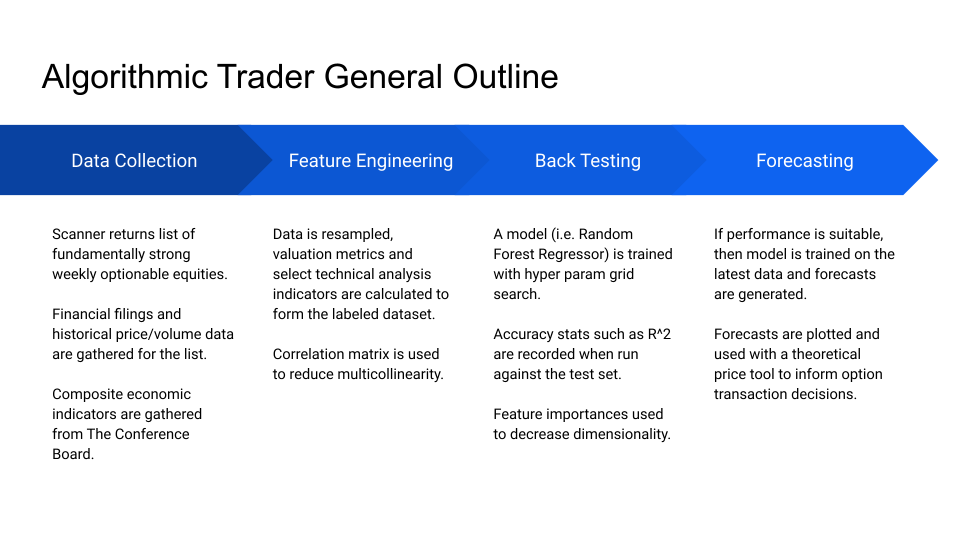 Algorithmic Trader General Outline
Data Collection
Feature Engineering
Back Testing
Forecasting
Scanner returns list of
fundamentally strong
weekly optionable equities.
Financial filings and
historical price/volume data
are gathered for the list.
Composite economic
indicators are gathered
from The Conference
Board.
Data is resampled,
valuation metrics and
select technical analysis
indicators are calculated to
form the labeled dataset.
Correlation matrix is used
to reduce multicollinearity.
A model (i.e. Random
Forest Regressor) is trained
with hyper param grid
search.
Accuracy stats such as R^2
are recorded when run
against the test set.
Feature importances used
to decrease dimensionality.
If performance is suitable,
then model is trained on the
latest data and forecasts
are generated.
Forecasts are plotted and
used with a theoretical
price tool to inform option
transaction decisions.